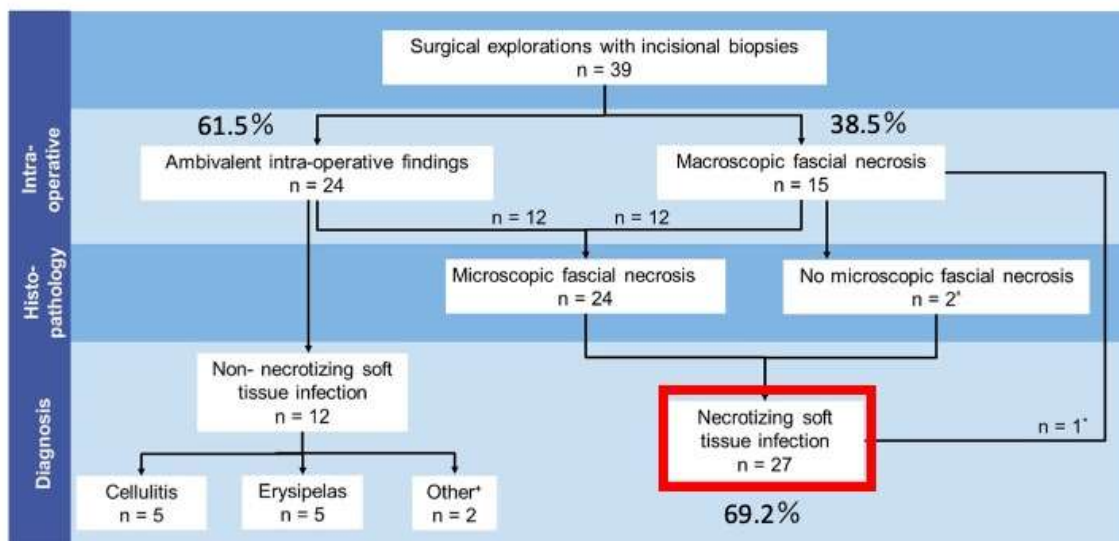 Surgical explorations with incisional biopsies
n = 39
61.5%
38.5%
Intra-
operative
Ambivalent intra-operative findings
n = 24
Macroscopic fascial necrosis
n = 15
n = 12
n = 12
Histo-
pathology
Microscopic fascial necrosis
n = 24
No microscopic fascial necrosis
n = 2*
Diagnosis
Non- necrotizing soft
tissue infection
n = 12
Necrotizing soft
tissue infection
n = 27
n = 1*
Cellulitis
n = 5
Erysipelas
n = 5
Other+
n = 2
69.2%